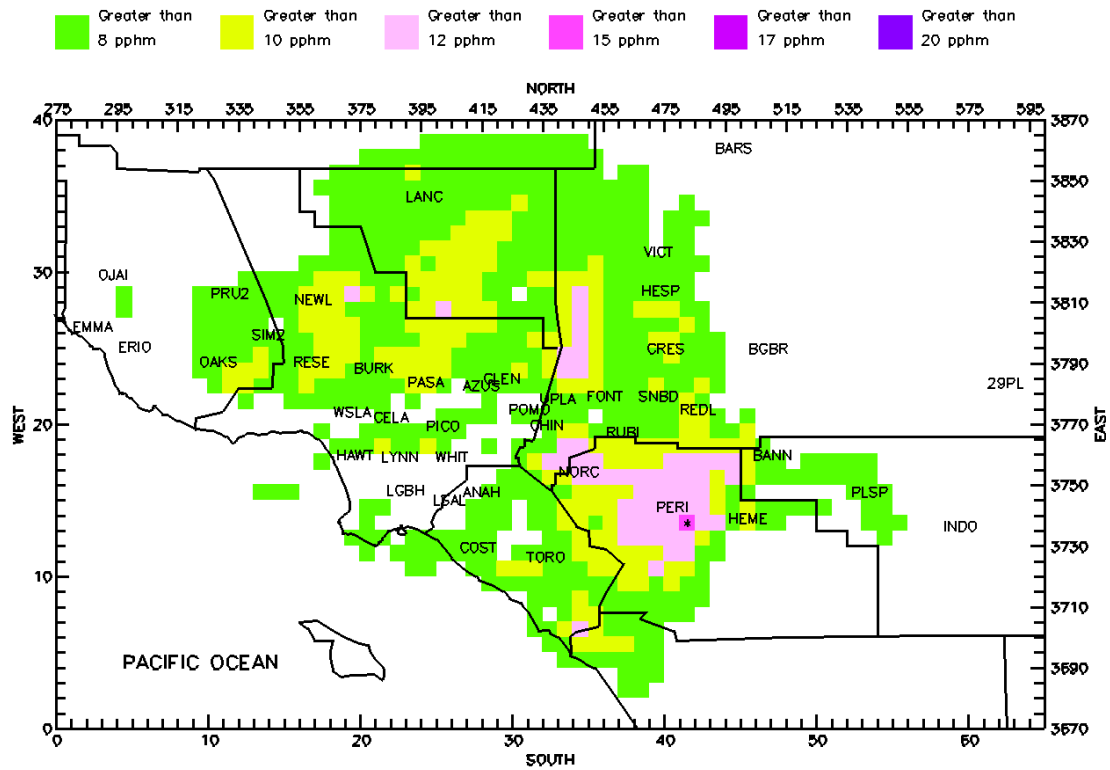 Greater than Greater than Greater than Greater than Greater than Greater than
8 pphm 10 pphm 12 pphm 15 pphm 17 pphm 20 pphm
NORTH
275 295 315 335 355 375 395 415 435 455 475 495 515 535 555 575 595
40 3870
BARS
3850
LANC
3830
VICT
30
OJAI
PRU2 NEWL HESP 3810
EMMA
SIM2
ERIO CRES BGBR
OAKS RESE 3790
BURK
PASA AZUS GLEN 29PL
UPLA FONT SNBD
WSLA CELA POMO REDL
20 PICO CHIN RUBI 3770
WEST EAST
HAWT LYNN WHIT BANN
NORC
LGBH LSAL ANAH PLSP 3750
PERI
* HEME INDO
COST TORO 3730
10
3710
PACIFIC OCEAN
3690
0 3670
0 10 20 30 40 50 60
SOUTH